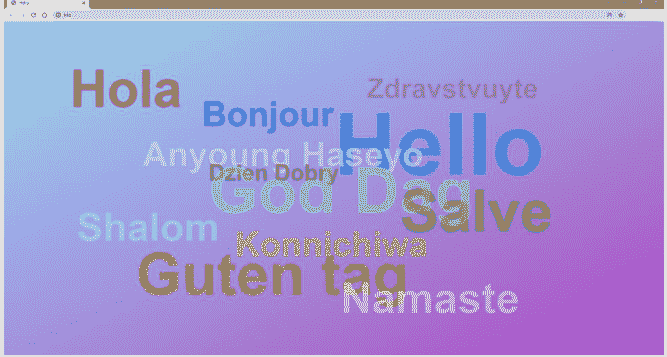 Hola
Zdravstvuyte
Bonjour
Hello
Anyoung Haseyo
Dzien Dobry
God Dag
Salve
Shalom
Konnichiwa
Guten tag
Namaste